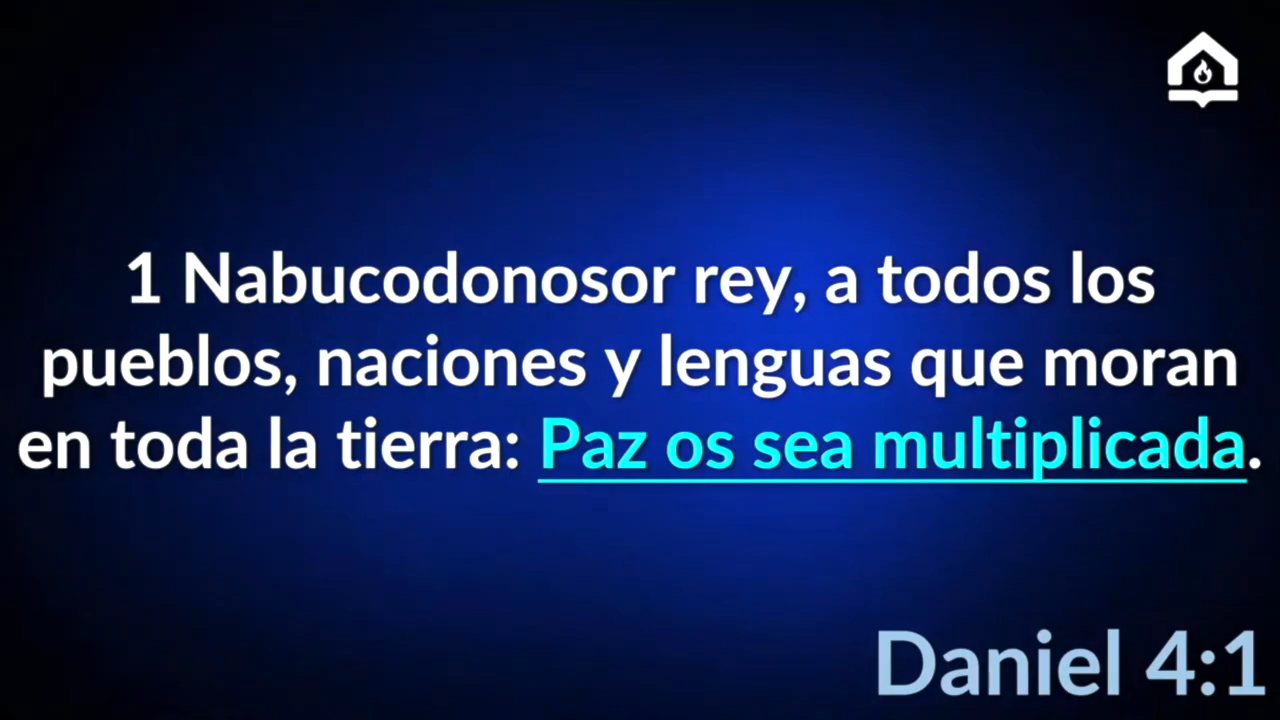 1 Nabucodonosor rey, a todos los
pueblos, naciones y lenguas que moran
en toda la tierra: Paz os sea multiplicada.
Daniel 4:1